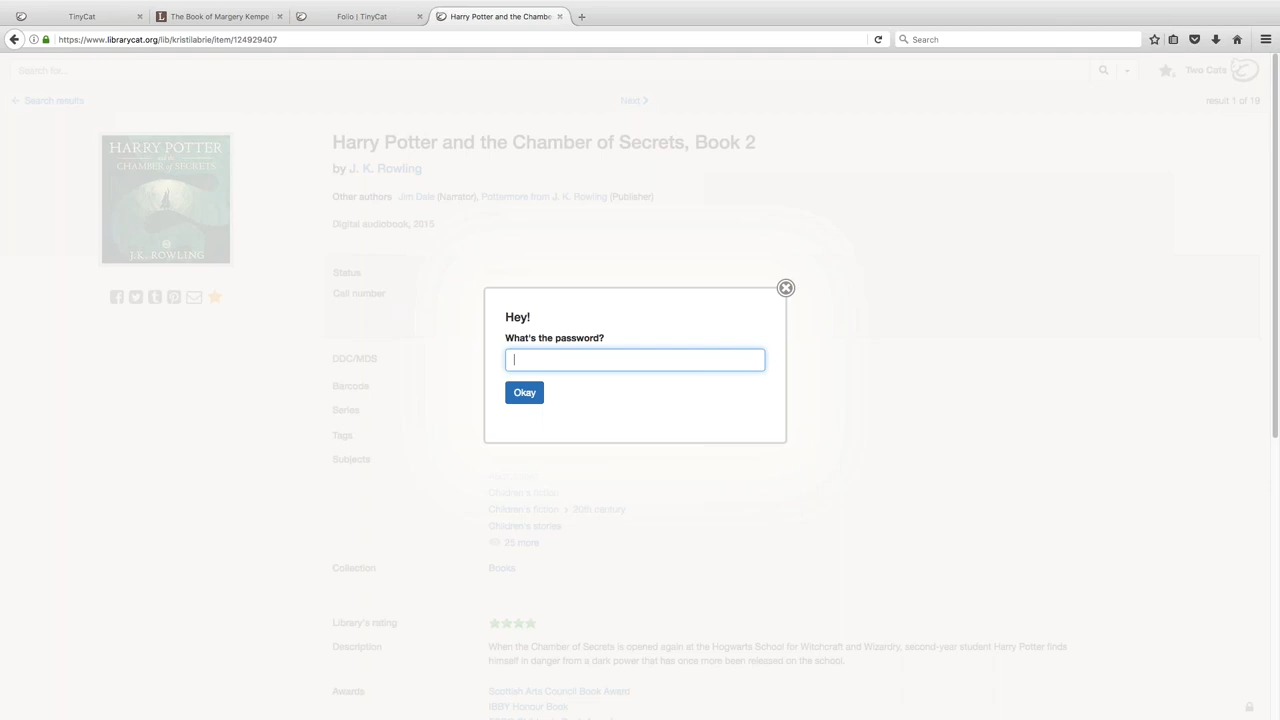 TinyCat
The Book of Margery Kempe
Folio | TinyCat
Harry Potter and the Chambe
https://www.librarycat.org/lib/kristilabrie/item/124929407
Search
Search for...
Two Cats
Search results
Next
result 1 of 19
HARRY POTTER
and the
CHAMBER OF SECRETS
J.K. ROWLING
Harry Potter and the Chamber of Secrets, Book 2
by J. K. Rowling
Other authors Jim Dale (Narrator), Pottermore from J. K. Rowling (Publisher)
Digital audiobook, 2015
Status
Call number
Hey!
What's the password?
Okay
DDC/MDS
Barcode
Series
Tags
Subjects
Children's fiction
Children's fiction > 20th century
Children's stories
25 more
Collection Books
Library's rating
Description When the Chamber of Secrets is opened again at the Hogwarts School for Witchcraft and Wizardry, second-year student Harry Potter finds
himself in danger from a dark power that has once more been released on the school.
Awards Scottish Arts Council Book Award
IBBY Honour Book